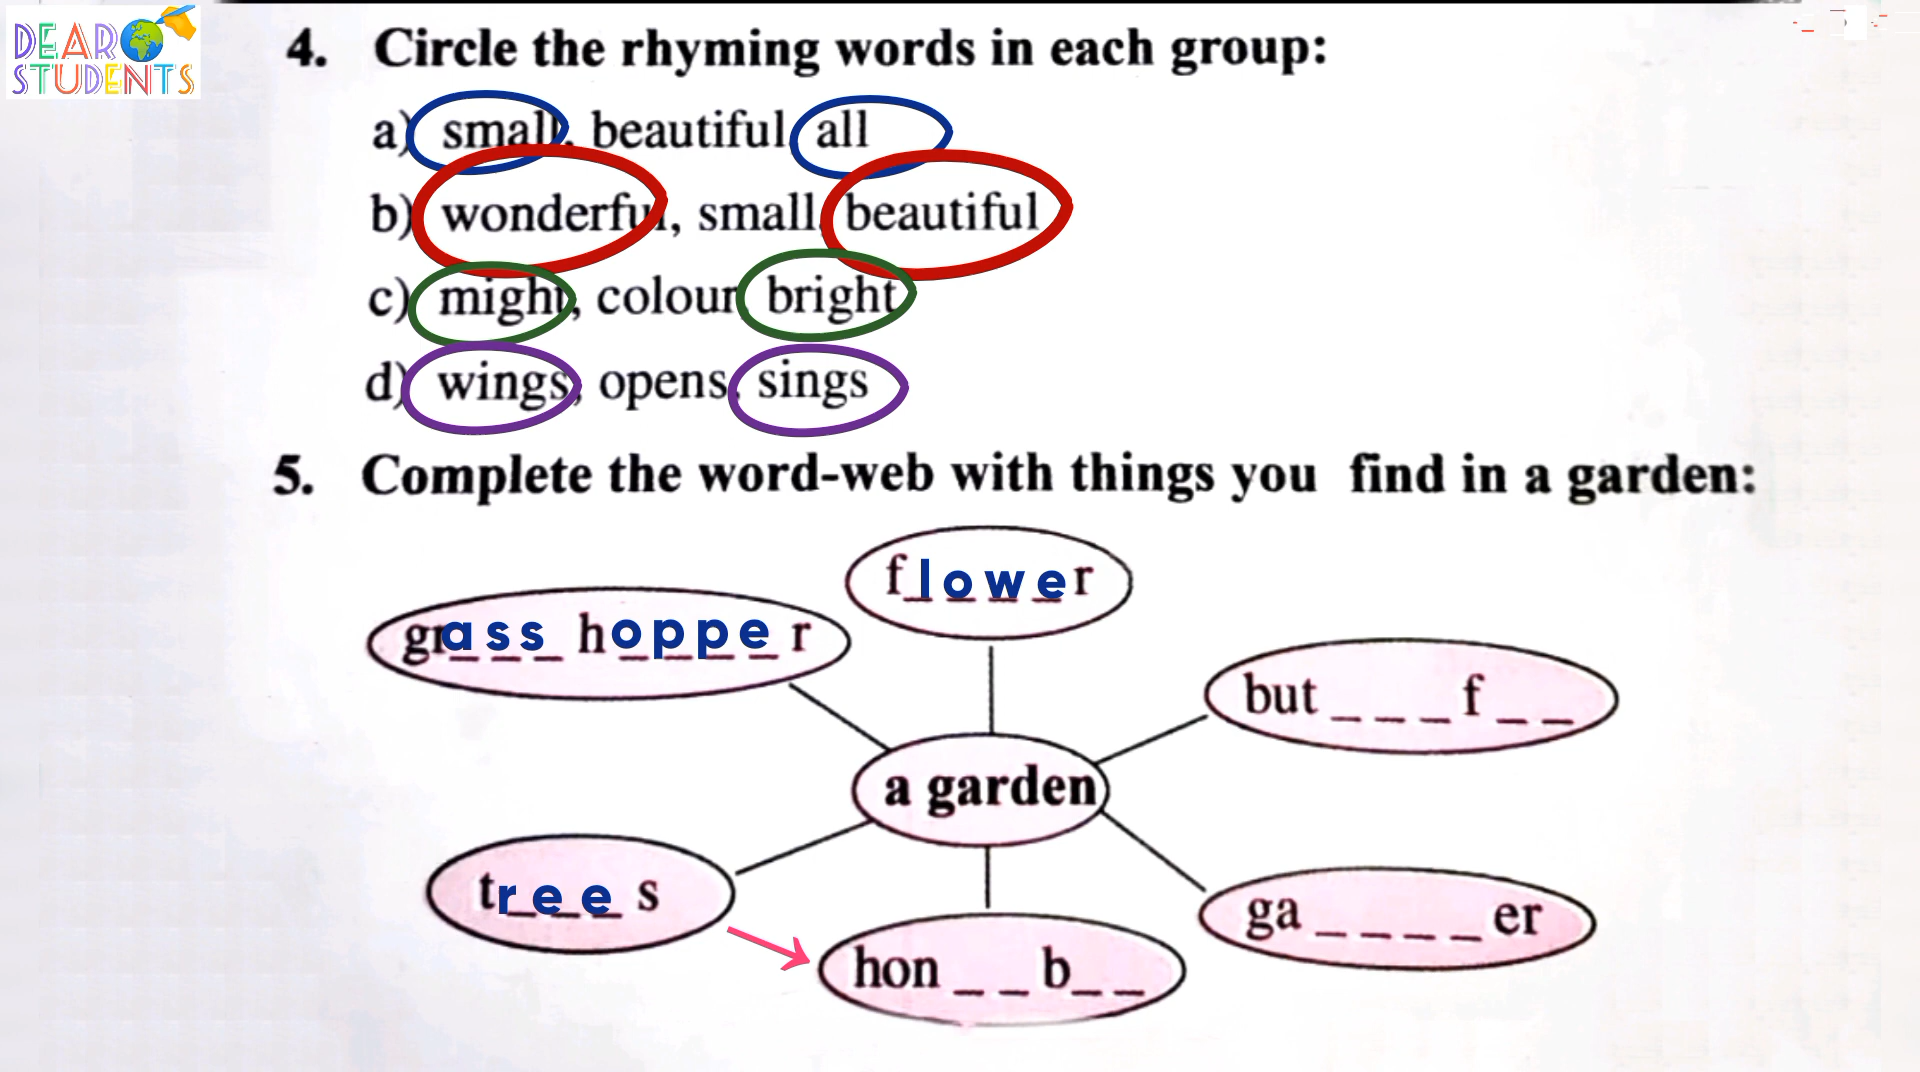 DEAR
STUDENTS
4. Circle the rhyming words in each group:
a) small, beautiful, all
b) wonderful, small, beautiful
c) might, colour, bright
d) wings, opens, sings
5. Complete the word-web with things you find in a garden:
flower
grass hopper
but _ _ _ f _ _
a garden
trees
ga _ _ _ _ er
hon _ _ b _ _